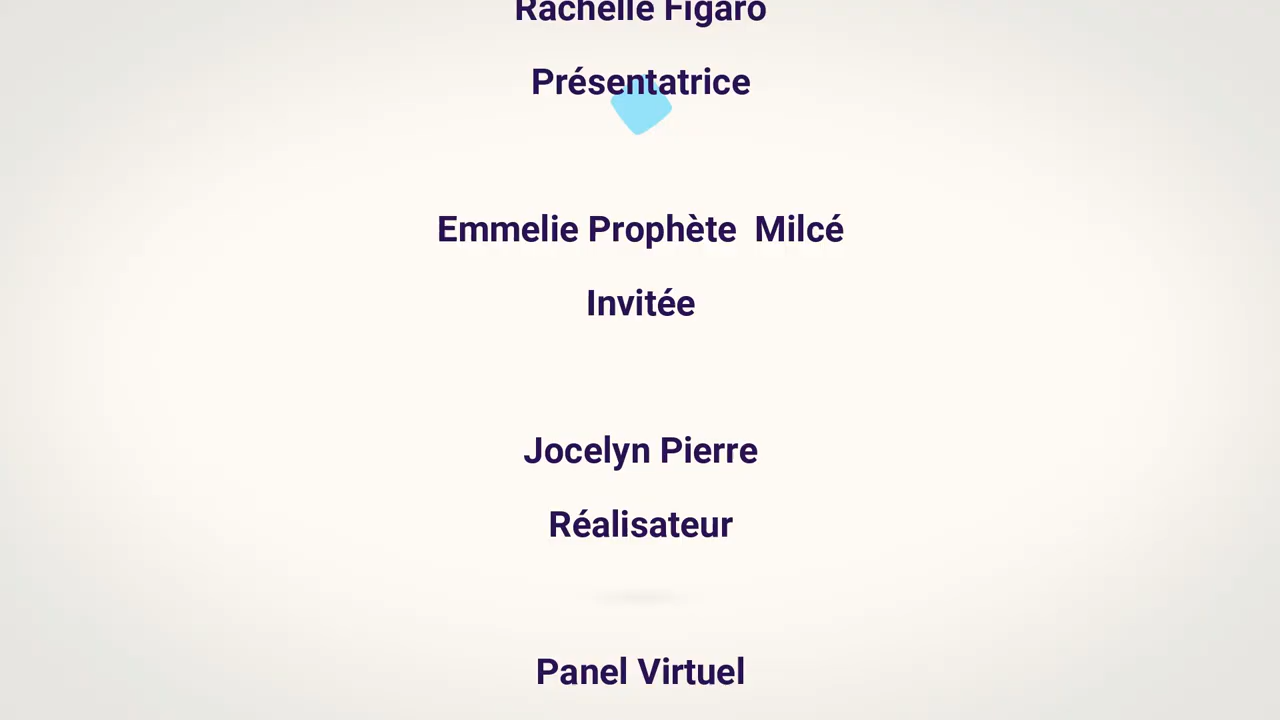 Rachelle Figaro
Présentatrice
Emmelie Prophète  Milcé
Invitée
Jocelyn Pierre
Réalisateur
Panel Virtuel